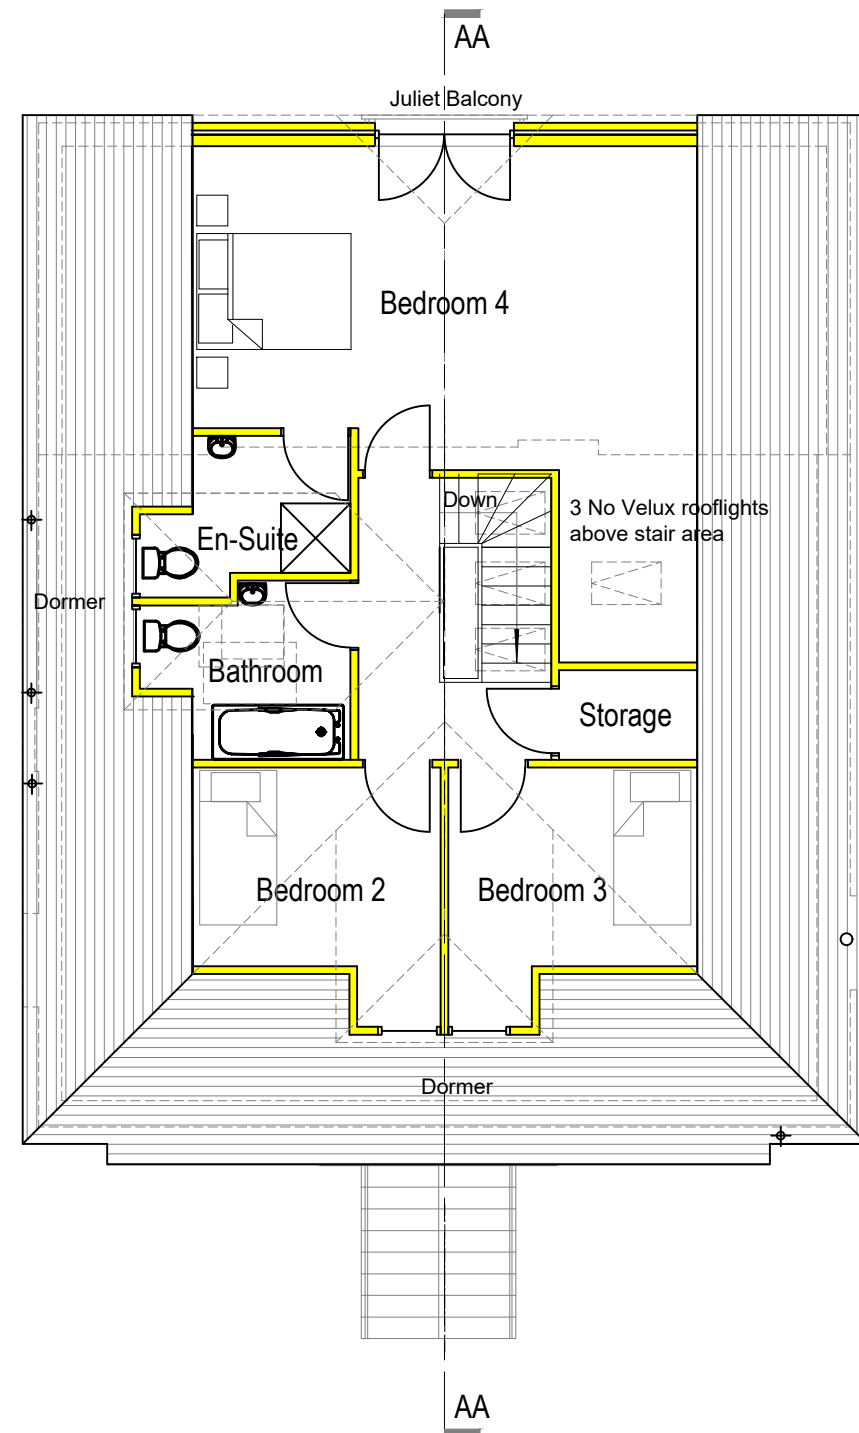 AA
Juliet Balcony
Bedroom 4
Down
3 No Velux rooflights
above stair area
En-Suite
Dormer
Bathroom
Storage
Bedroom 2
Bedroom 3
Dormer
AA